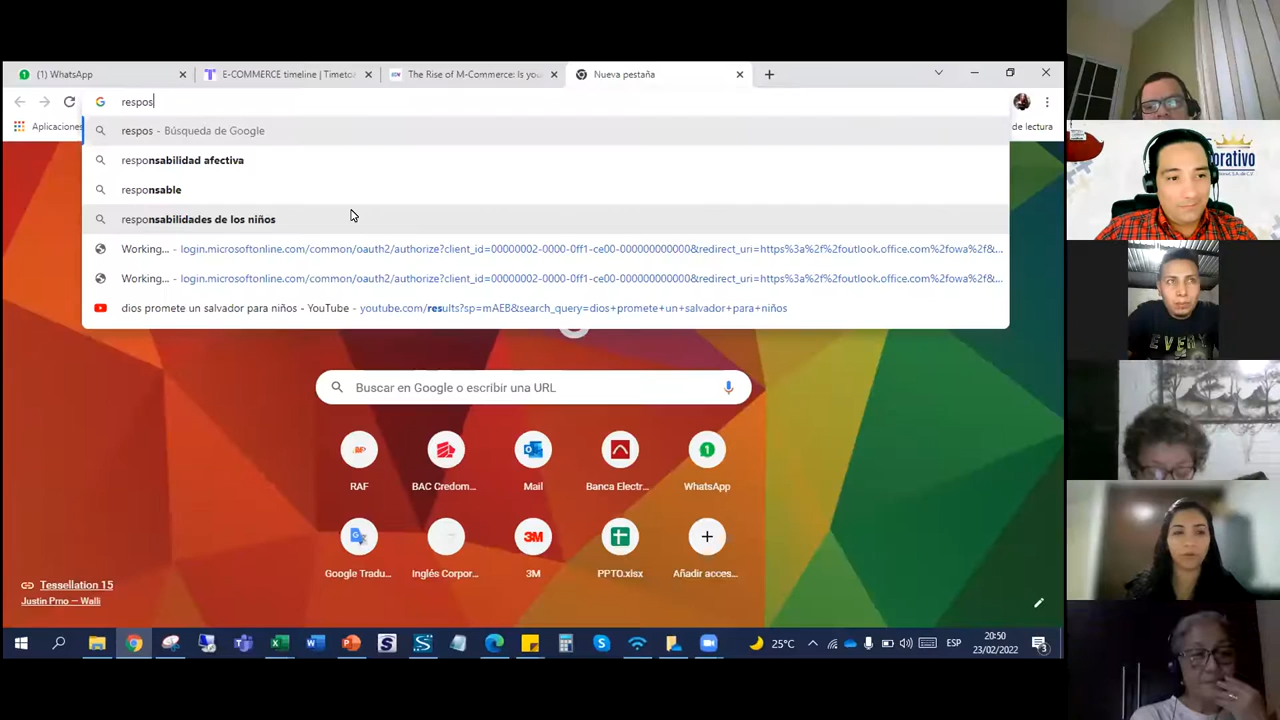 (1) WhatsApp
E-COMMERCE timeline | Timeto
The Rise of M-Commerce: Is you
Nueva pestaña
respos
Aplicaciones
de lectura
respos - Búsqueda de Google
responsabilidad afectiva
responsable
responsabilidades de los niños
Working... - login.microsoftonline.com/common/oauth2/authorize?client_id=00000002-0000-0ff1-ce00-000000000000&redirect_uri=https%3a%2f%2foutlook.office.com%2fowa%2f&...
Working... - login.microsoftonline.com/common/oauth2/authorize?client_id=00000002-0000-0ff1-ce00-000000000000&redirect_uri=https%3a%2f%2foutlook.office.com%2fowa%2f&...
dios promete un salvador para niños - YouTube - youtube.com/results?sp=mAEB&search_query=dios+promete+un+salvador+para+niños
Buscar en Google o escribir una URL
RAF
BAC Credom...
Mail
Banca Electr...
WhatsApp
3M
Google Tradu...
Inglés Corpor...
3M
PPTO.xlsx
Añadir acces...
Tessellation 15
Justin Prno — Walli
25°C
ESP
20:50
23/02/2022
orativo
EVERY